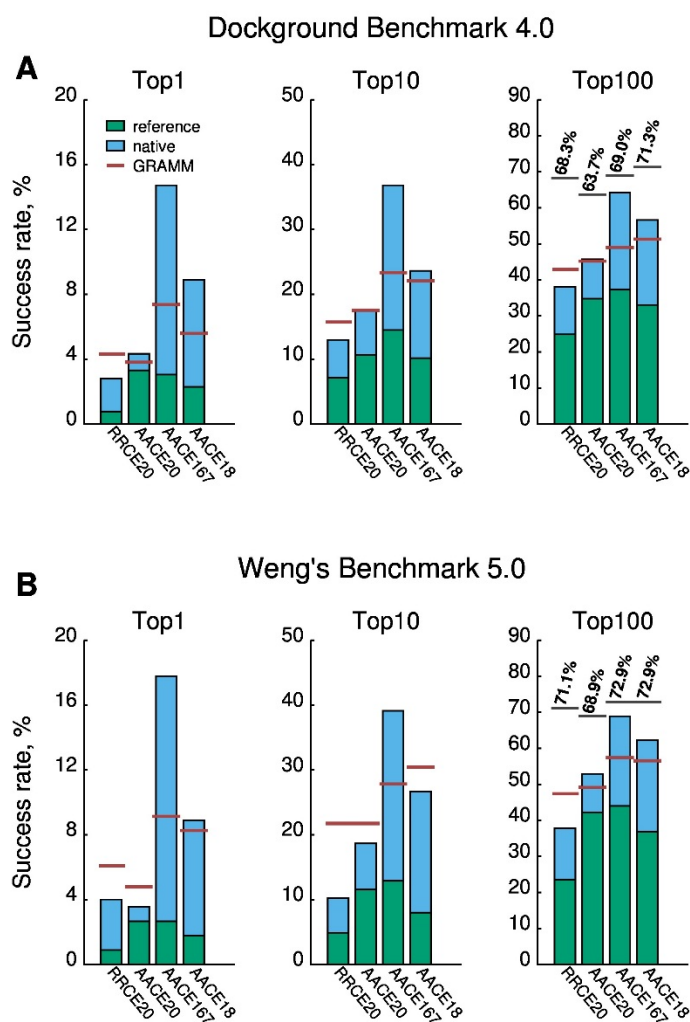 Dockground Benchmark 4.0
A
Top1
Top10
Top100
Success rate, %
20
16
12
8
4
0
reference
native
GRAMM
RRCE20
AACE20
AACE167
AACE18
50
40
30
20
10
0
RRCE20
AACE20
AACE167
AACE18
90
80
70
60
50
40
30
20
10
0
68.3%
63.7%
69.0%
71.3%
RRCE20
AACE20
AACE167
AACE18
Weng's Benchmark 5.0
B
Top1
Top10
Top100
Success rate, %
20
16
12
8
4
0
RRCE20
AACE20
AACE167
AACE18
50
40
30
20
10
0
RRCE20
AACE20
AACE167
AACE18
90
80
70
60
50
40
30
20
10
0
71.1%
68.9%
72.9%
72.9%
RRCE20
AACE20
AACE167
AACE18